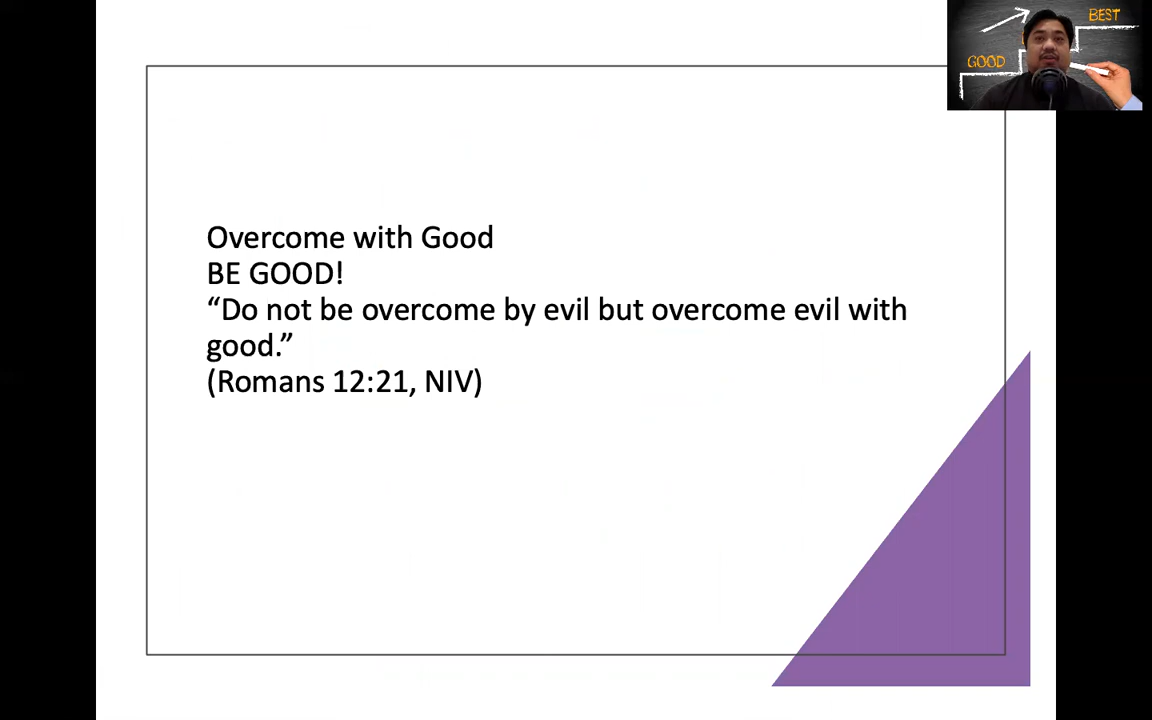 BEST
GOOD
Overcome with Good
BE GOOD!
“Do not be overcome by evil but overcome evil with
good.”
(Romans 12:21, NIV)